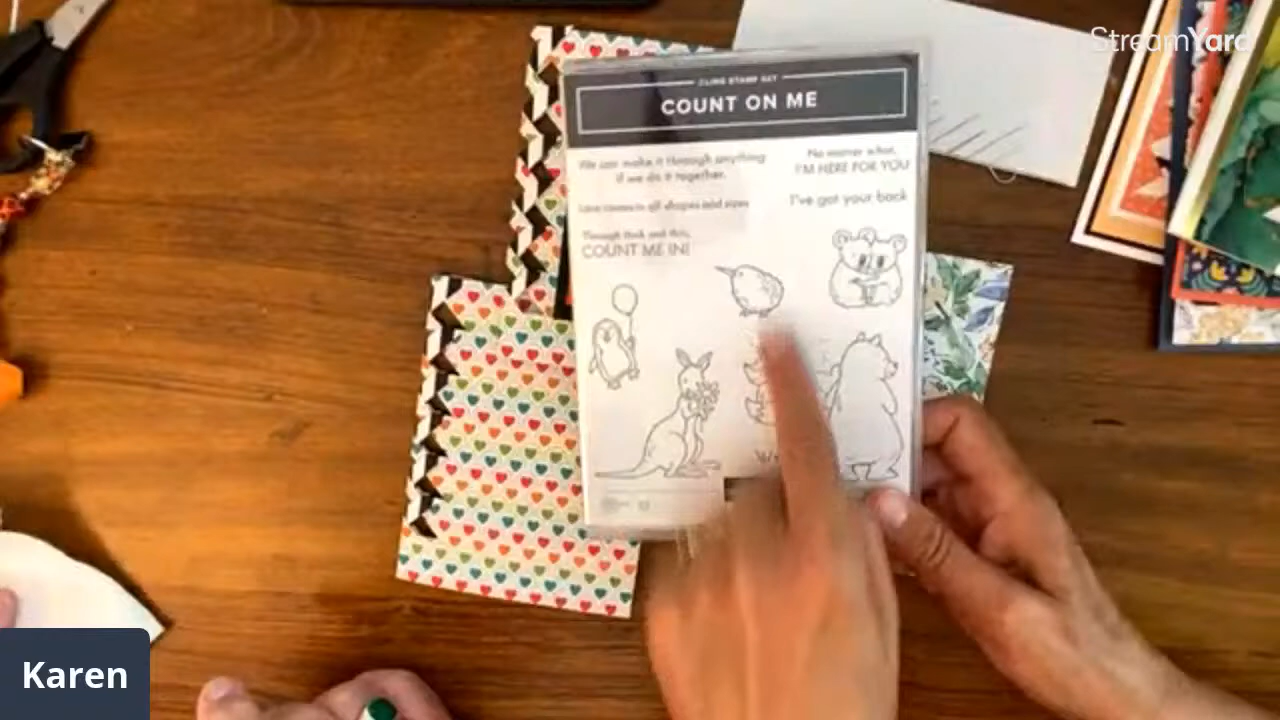 StreamYard
CLING STAMP SET
COUNT ON ME
We can make it through anything
if we do it together.
No matter what,
I'M HERE FOR YOU
Love comes in all shapes and sizes
I've got your back
Through thick and thin,
COUNT ME IN!
Karen